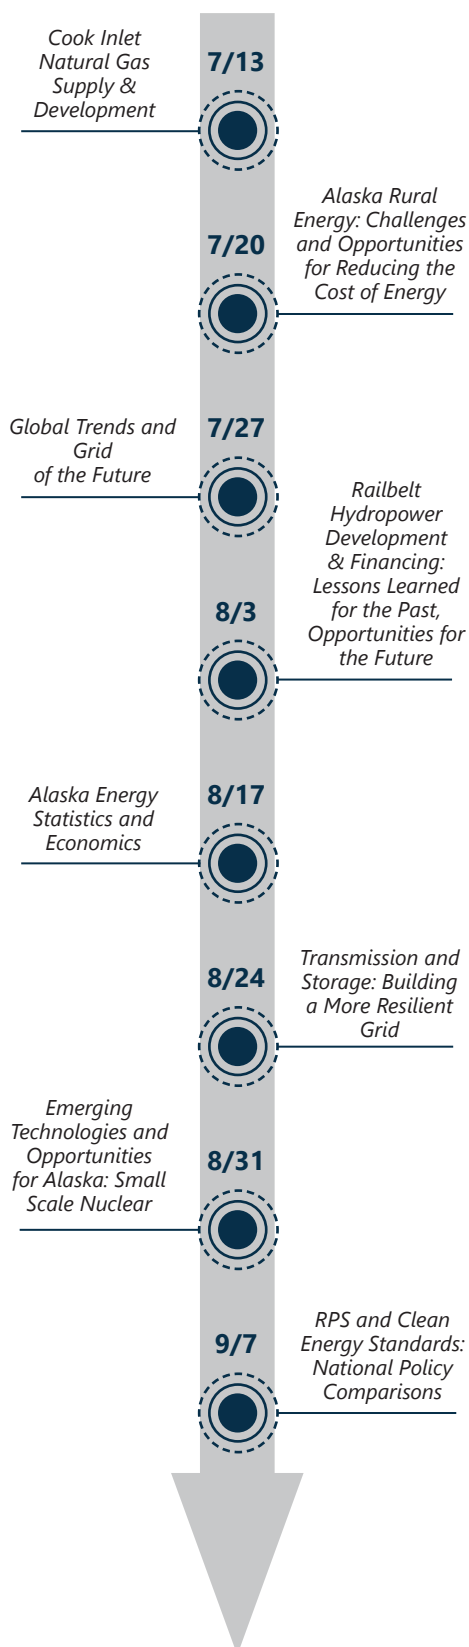 7/13
Cook Inlet
Natural Gas
Supply &
Development
7/20
Alaska Rural
Energy: Challenges
and Opportunities
for Reducing the
Cost of Energy
7/27
Global Trends and
Grid
of the Future
8/3
Railbelt
Hydropower
Development
& Financing:
Lessons Learned
for the Past,
Opportunities for
the Future
8/17
Alaska Energy
Statistics and
Economics
8/24
Transmission and
Storage: Building
a More Resilient
Grid
8/31
Emerging
Technologies and
Opportunities
for Alaska: Small
Scale Nuclear
9/7
RPS and Clean
Energy Standards:
National Policy
Comparisons